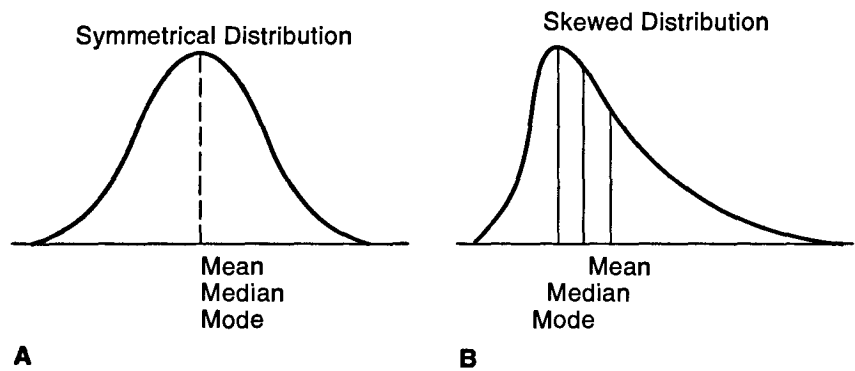 Symmetrical Distribution
Mean
Median
Mode
A
Skewed Distribution
Mean
Median
Mode
B